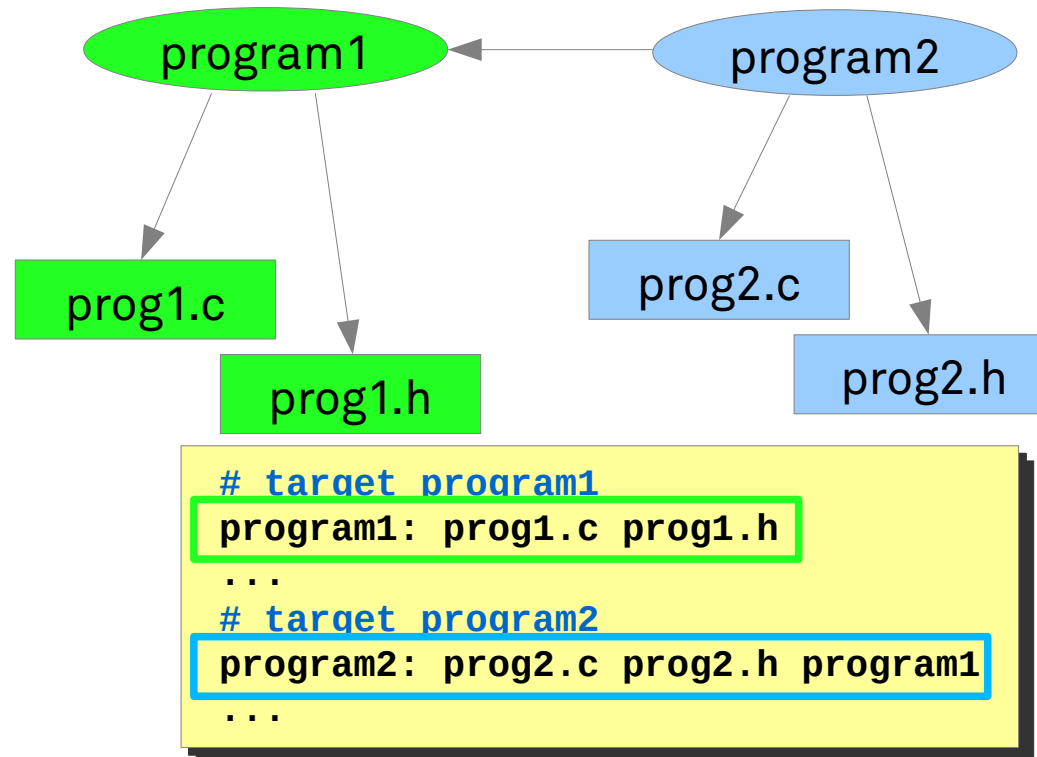 program1
program2
prog1.c
prog2.c
prog1.h
prog2.h
# target program1
program1: prog1.c prog1.h
...
# target program2
program2: prog2.c prog2.h program1
...